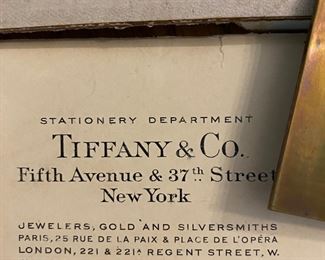 STATIONERY DEPARTMENT
TIFFANY & CO.
Fifth Avenue & 37th Street
New York
JEWELERS, GOLD AND SILVERSMITHS
PARIS, 25 RUE DE LA PAIX & PLACE DE L'OPÉRA
LONDON, 221 & 221A REGENT STREET, W.